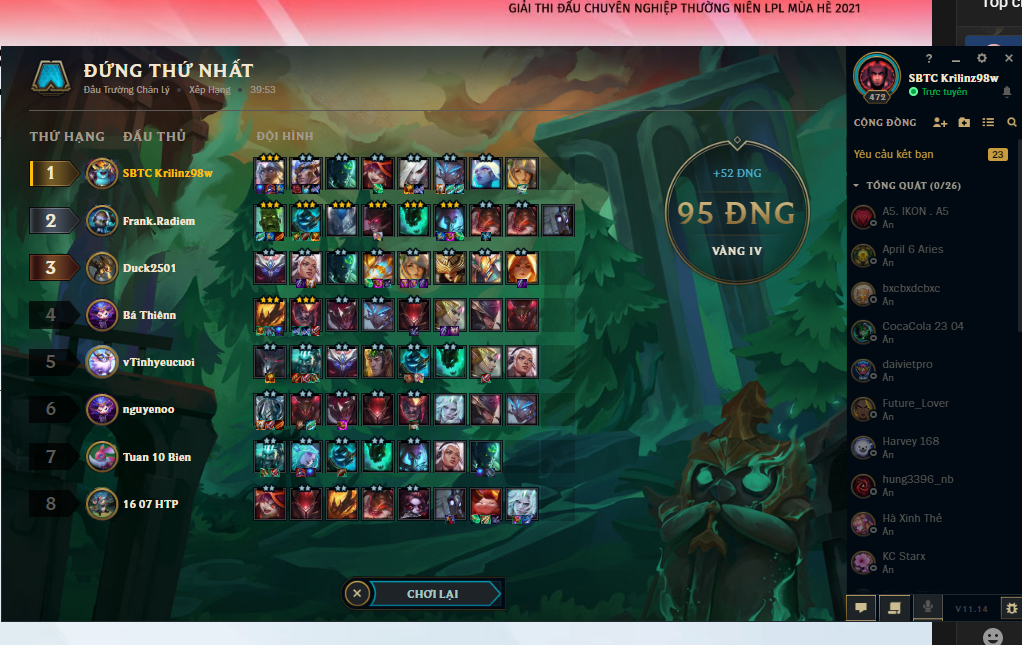 GIẢI THI ĐẤU CHUYÊN NGHIỆP THƯỜNG NIÊN LPL MÙA HÈ 2021
ĐỨNG THỨ NHẤT
Đấu Trường Chân Lý • Xếp Hạng • 39:53
THỨ HẠNG ĐẤU THỦ ĐỘI HÌNH
1 SBTC Krilinz98w
2 Frank.Radiem
3 Duck2501
4 Bá Thiênn
5 vTinhyeucuoi
6 nguyenoo
7 Tuan 10 Bien
8 16 07 HTP
+52 ĐNG
95 ĐNG
VÀNG IV
CHƠI LẠI
472
SBTC Krilinz98w
Trực tuyến
CỘNG ĐỒNG
Yêu cầu kết bạn 23
TỔNG QUÁT (0/26)
A5. IKON . A5
Ẩn
April 6 Aries
Ẩn
bxcbxdcbxc
Ẩn
CocaCola 23 04
Ẩn
daivietpro
Ẩn
Future_Lover
Ẩn
Harvey 168
Ẩn
hung3396_nb
Ẩn
Hà Xinh Thé
Ẩn
KC Starx
Ẩn
V11.14